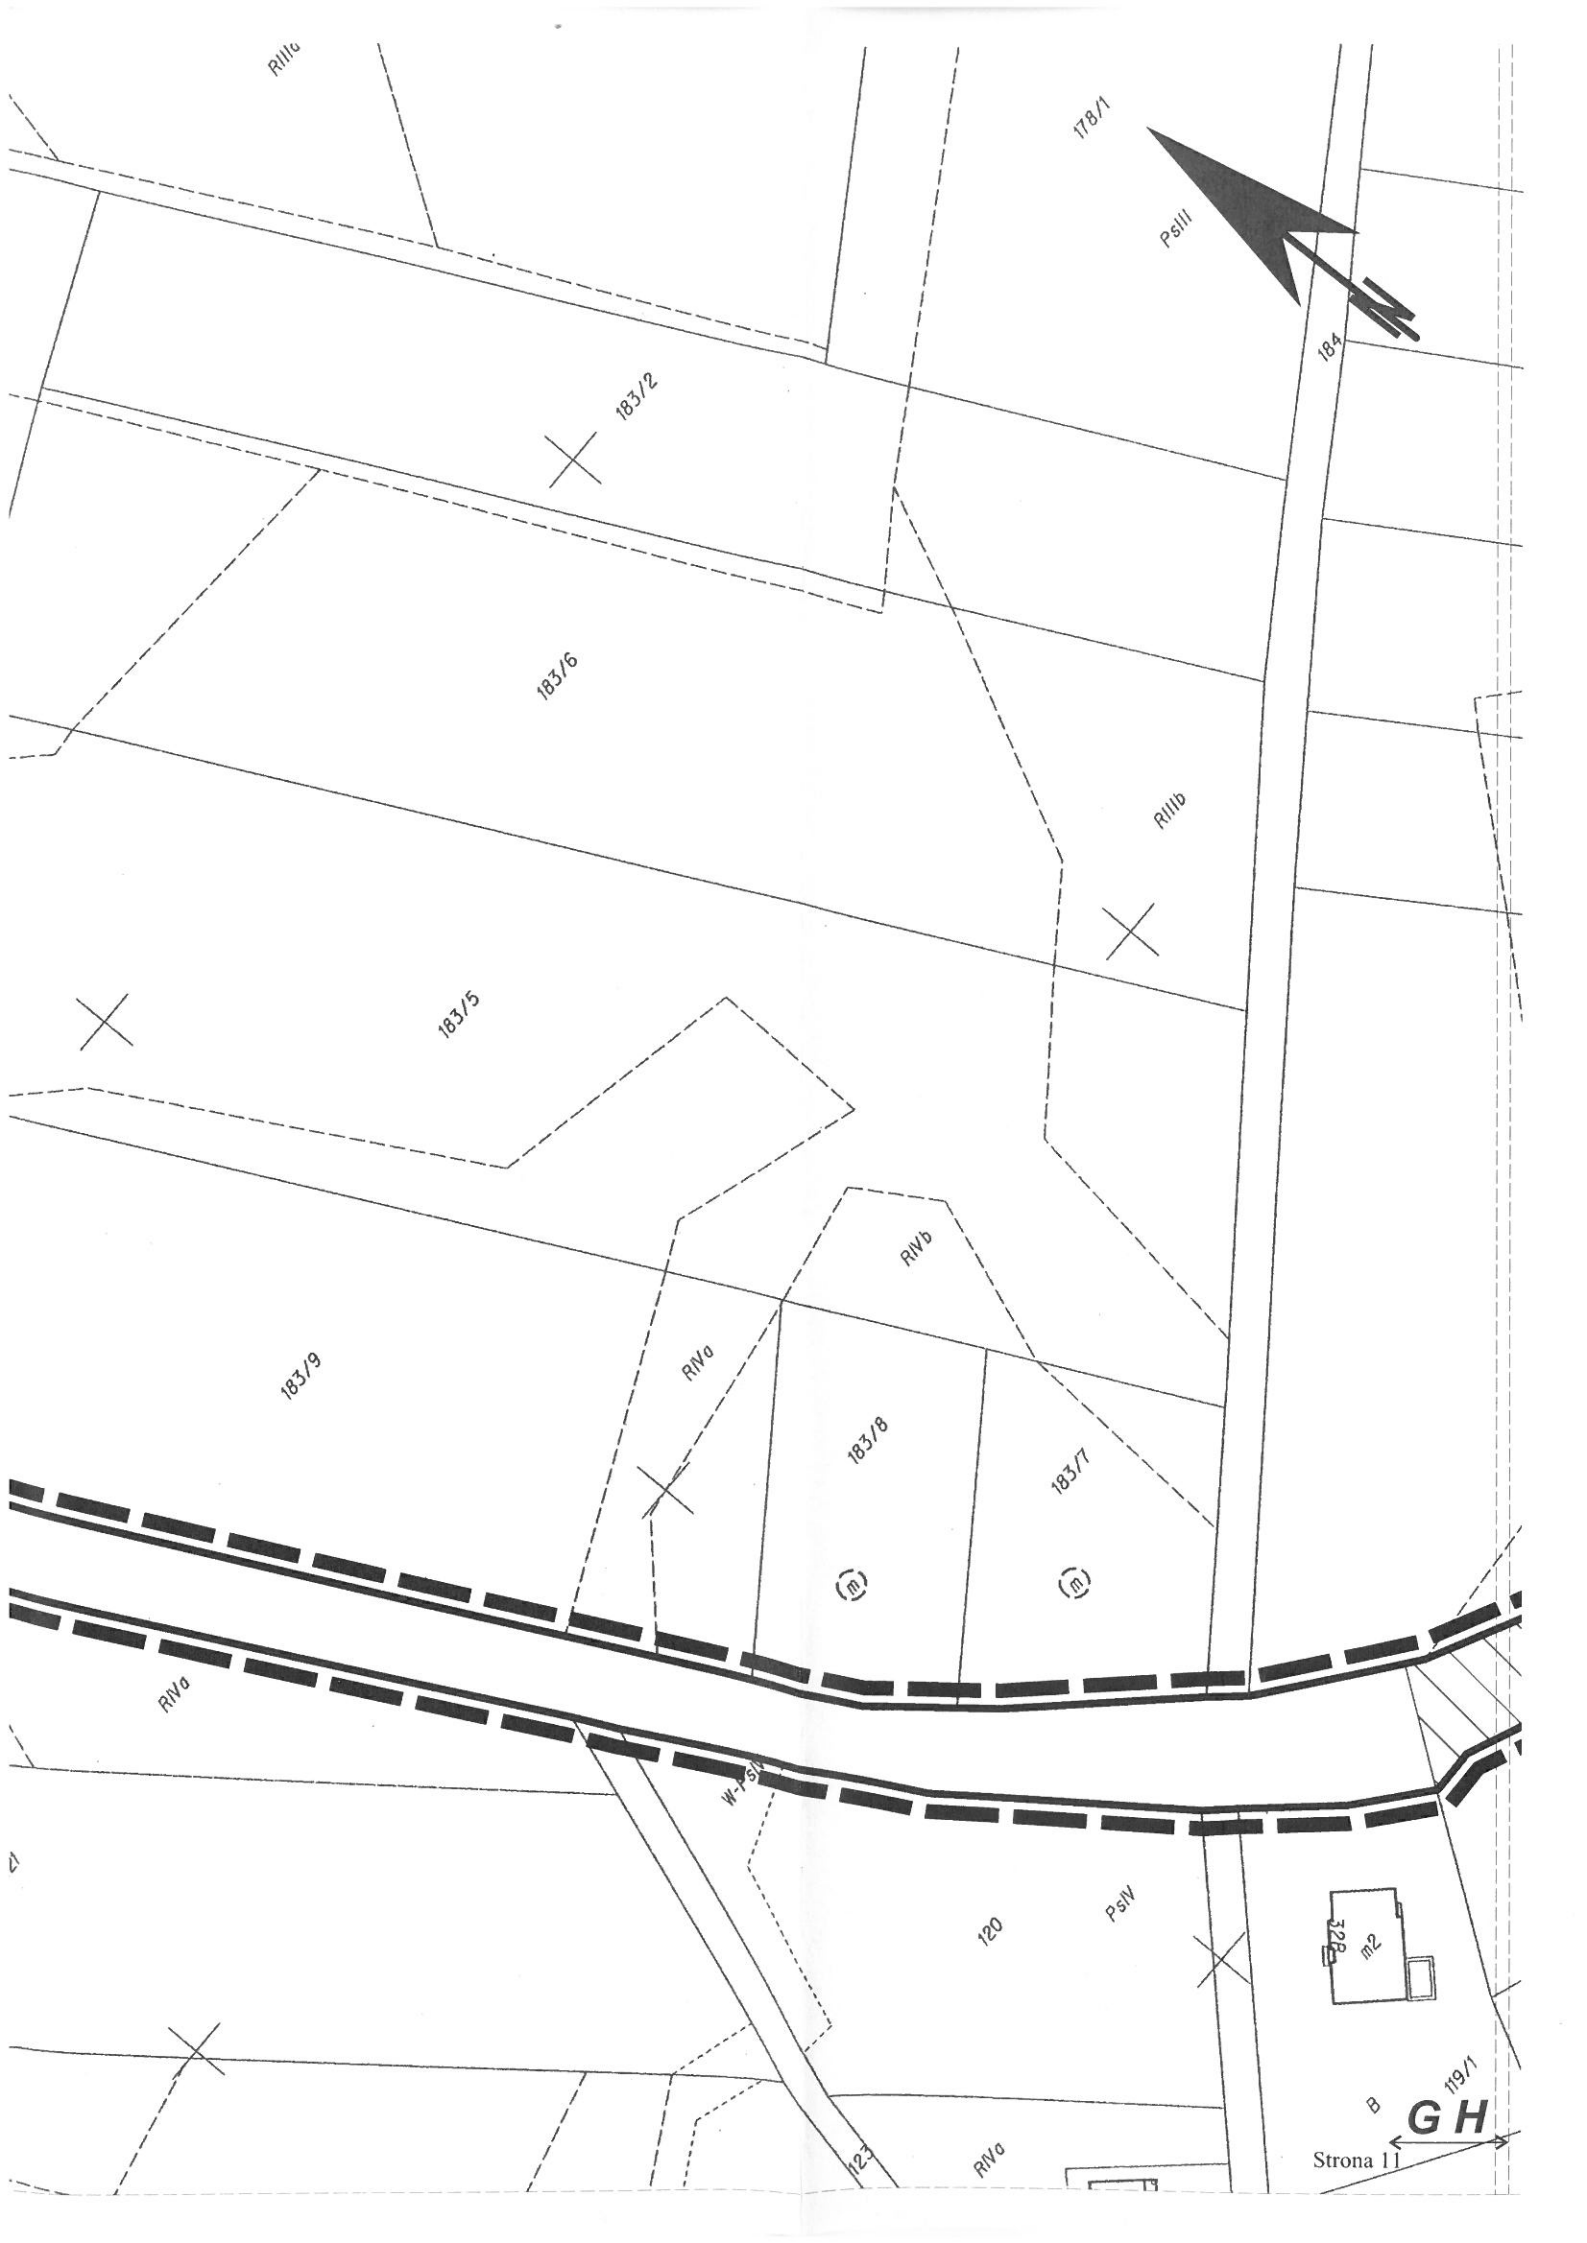 RIIIa
178/1
PsIII
N
184
183/2
183/6
RIIIb
183/5
RIVb
RIVa
183/9
183/8
183/7
(m)
(m)
RIVa
W-PsIV
120
PsIV
32B
m2
119/1
B
G H
Strona 11
123
RIVa